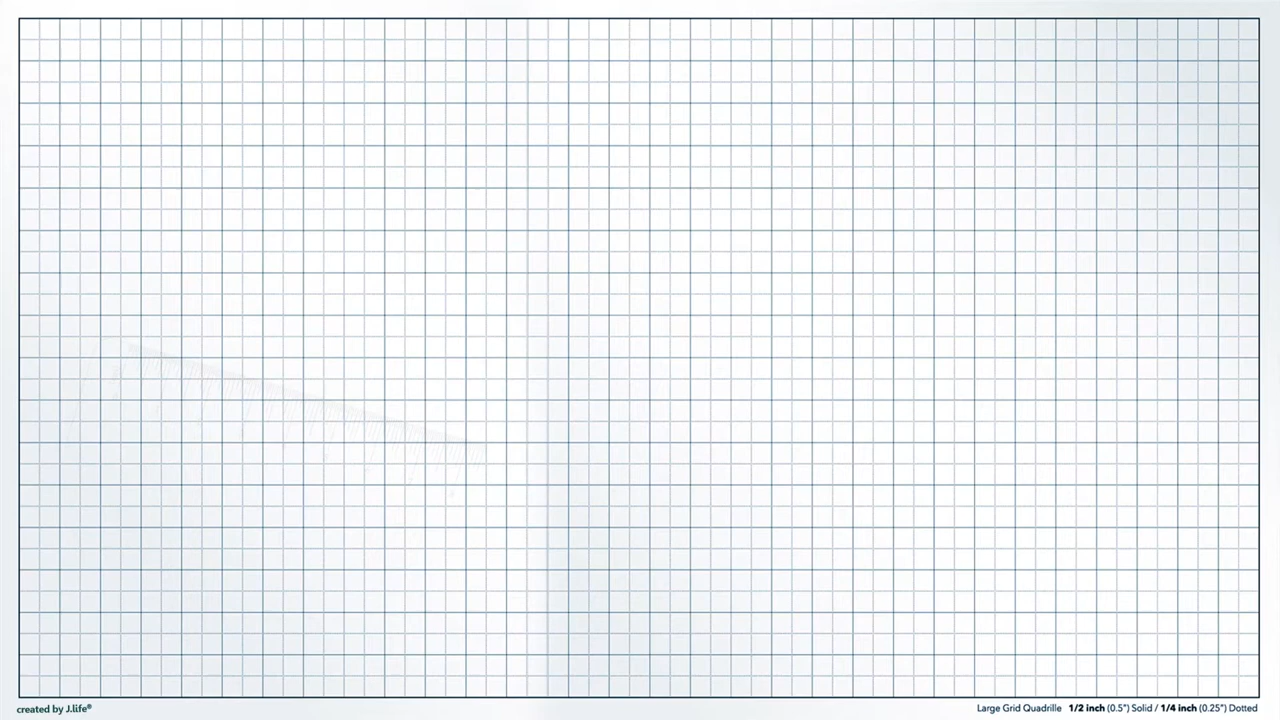 created by J.life®
Large Grid Quadrille 1/2 inch (0.5") Solid / 1/4 inch (0.25") Dotted